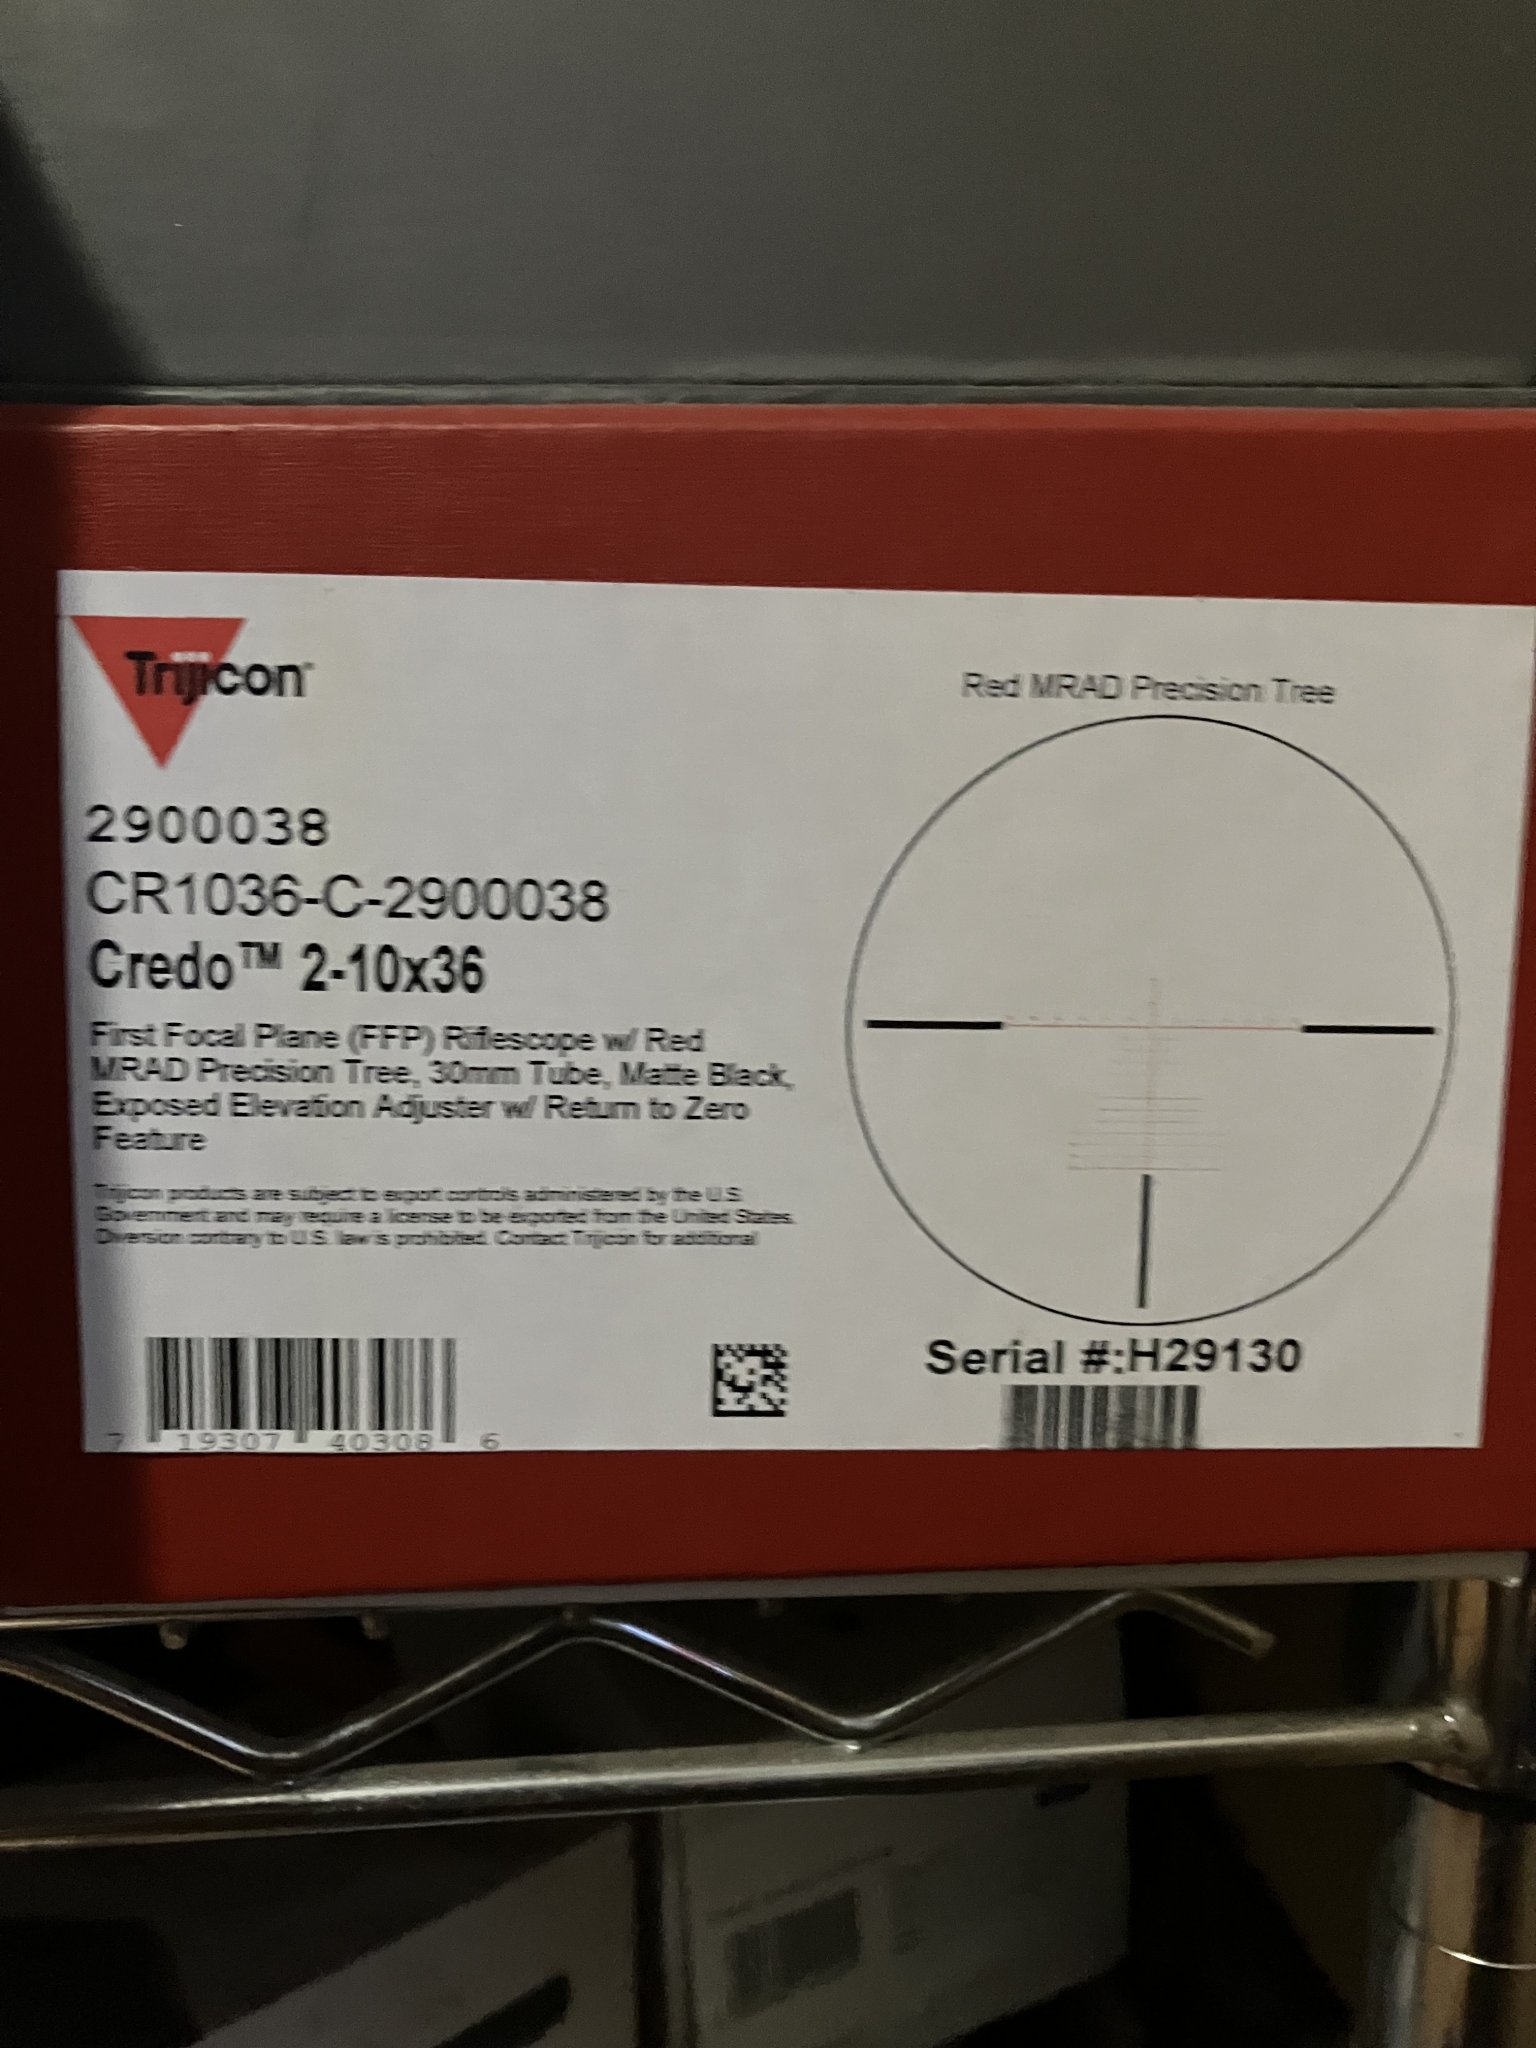 Trijicon
2900038
CR1036-C-2900038
Credo™ 2-10x36
First Focal Plane (FFP) Riflescope w/ Red
MRAD Precision Tree, 30mm Tube, Matte Black,
Exposed Elevation Adjuster w/ Return to Zero
Feature
Trijicon products are subject to export controls administered by the U.S.
Government and may require a license to be exported from the United States.
Diversion contrary to U.S. law is prohibited. Contact Trijicon for additional
7 19307 40308 6
Red MRAD Precision Tree
Serial #:H29130